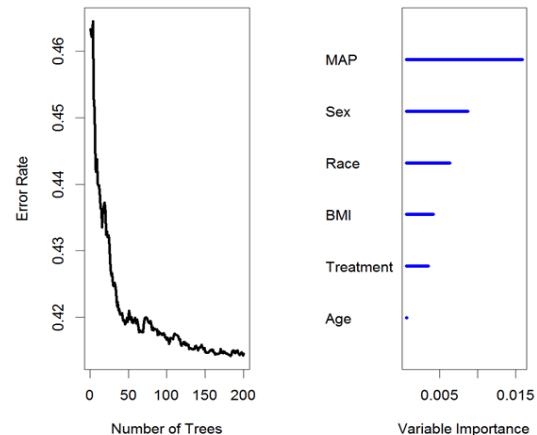 Error Rate
0.46
0.45
0.44
0.43
0.42
0
50
100
150
200
Number of Trees
MAP
Sex
Race
BMI
Treatment
Age
0.005
0.015
Variable Importance